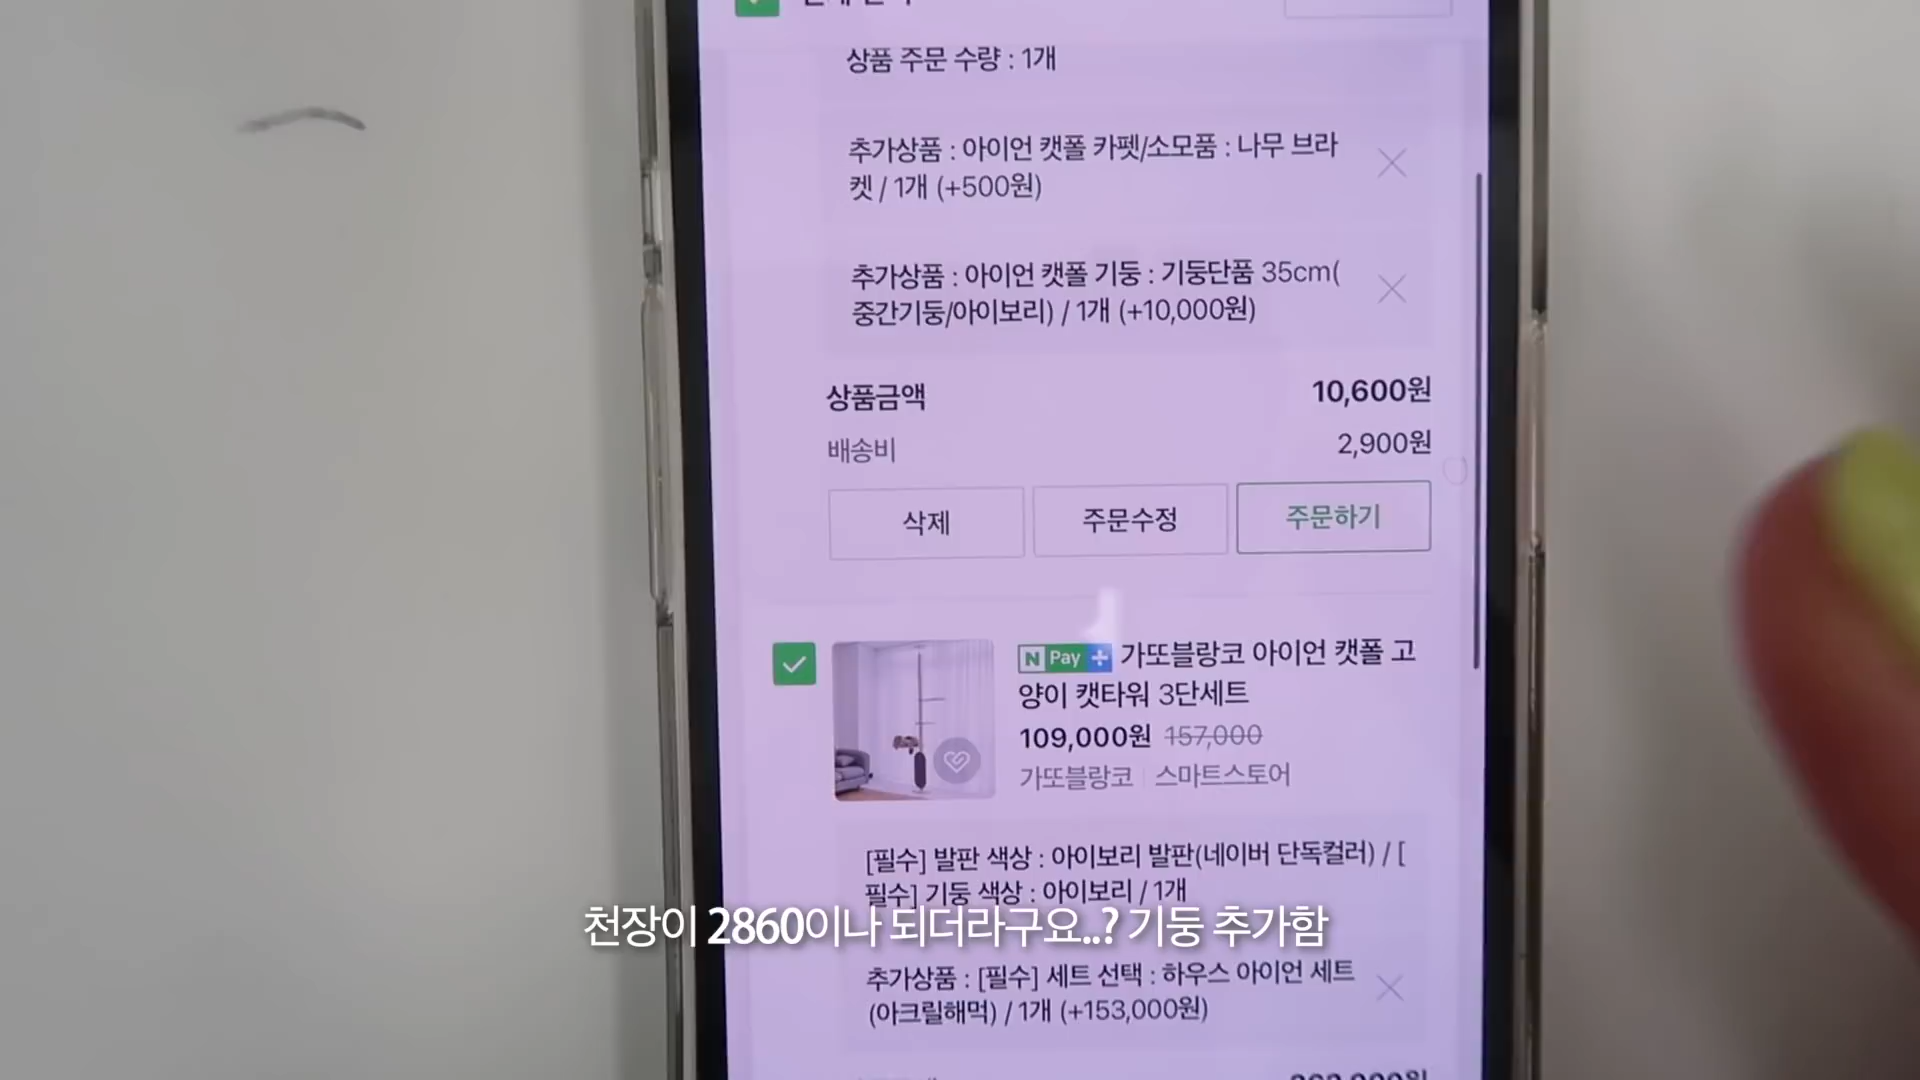 상품 주문 수량 : 1개
추가상품 : 아이언 캣폴 카펫/소모품 : 나무 브라
켓 / 1개 (+500원)
추가상품 : 아이언 캣폴 기둥 : 기둥단품 35cm(
중간기둥/아이보리) / 1개 (+10,000원)
상품금액 10,600원
배송비 2,900원
삭제 주문수정 주문하기
N Pay + 가또블랑코 아이언 캣폴 고
양이 캣타워 3단세트
109,000원 157,000
가또블랑코 스마트스토어
[필수] 발판 색상 : 아이보리 발판(네이버 단독컬러) / [
필수] 기둥 색상 : 아이보리 / 1개
천장이 2860이나 되더라구요..? 기둥 추가함
추가상품 : [필수] 세트 선택 : 하우스 아이언 세트
(아크릴해먹) / 1개 (+153,000원)